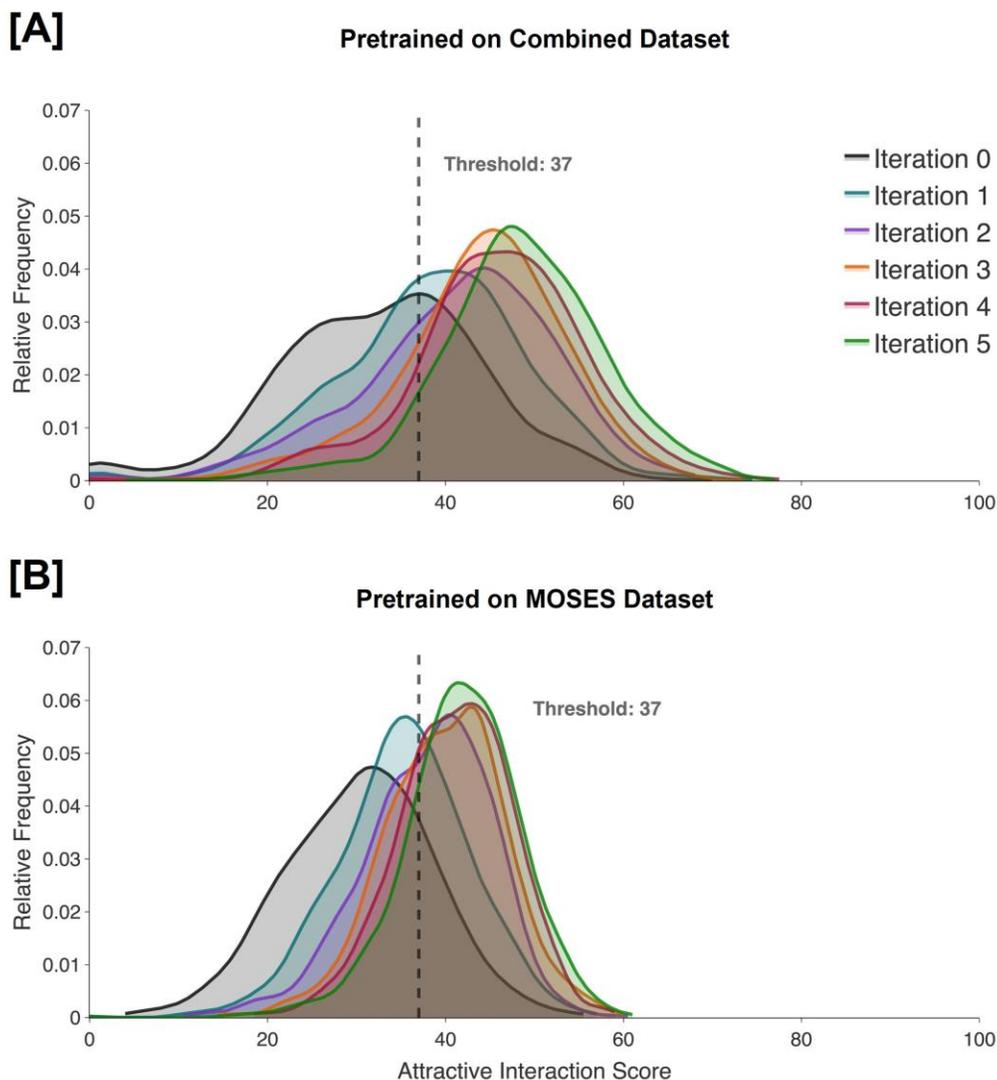 [A]
Pretrained on Combined Dataset
0.07
0.06
0.05
0.04
0.03
0.02
0.01
0
Relative Frequency
Threshold: 37
Iteration 0
Iteration 1
Iteration 2
Iteration 3
Iteration 4
Iteration 5
0 20 40 60 80 100
[B]
Pretrained on MOSES Dataset
0.07
0.06
0.05
0.04
0.03
0.02
0.01
0
Relative Frequency
Threshold: 37
0 20 40 60 80 100
Attractive Interaction Score